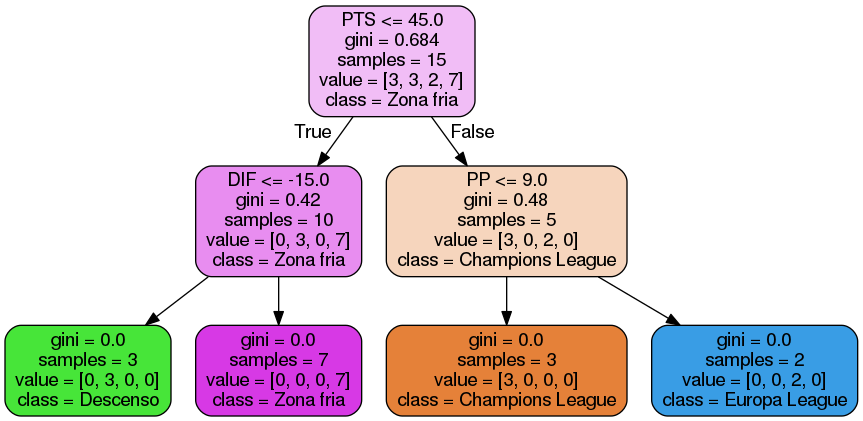 PTS <= 45.0
gini = 0.684
samples = 15
value = [3, 3, 2, 7]
class = Zona fria
True
False
DIF <= -15.0
gini = 0.42
samples = 10
value = [0, 3, 0, 7]
class = Zona fria
PP <= 9.0
gini = 0.48
samples = 5
value = [3, 0, 2, 0]
class = Champions League
gini = 0.0
samples = 3
value = [0, 3, 0, 0]
class = Descenso
gini = 0.0
samples = 7
value = [0, 0, 0, 7]
class = Zona fria
gini = 0.0
samples = 3
value = [3, 0, 0, 0]
class = Champions League
gini = 0.0
samples = 2
value = [0, 0, 2, 0]
class = Europa League